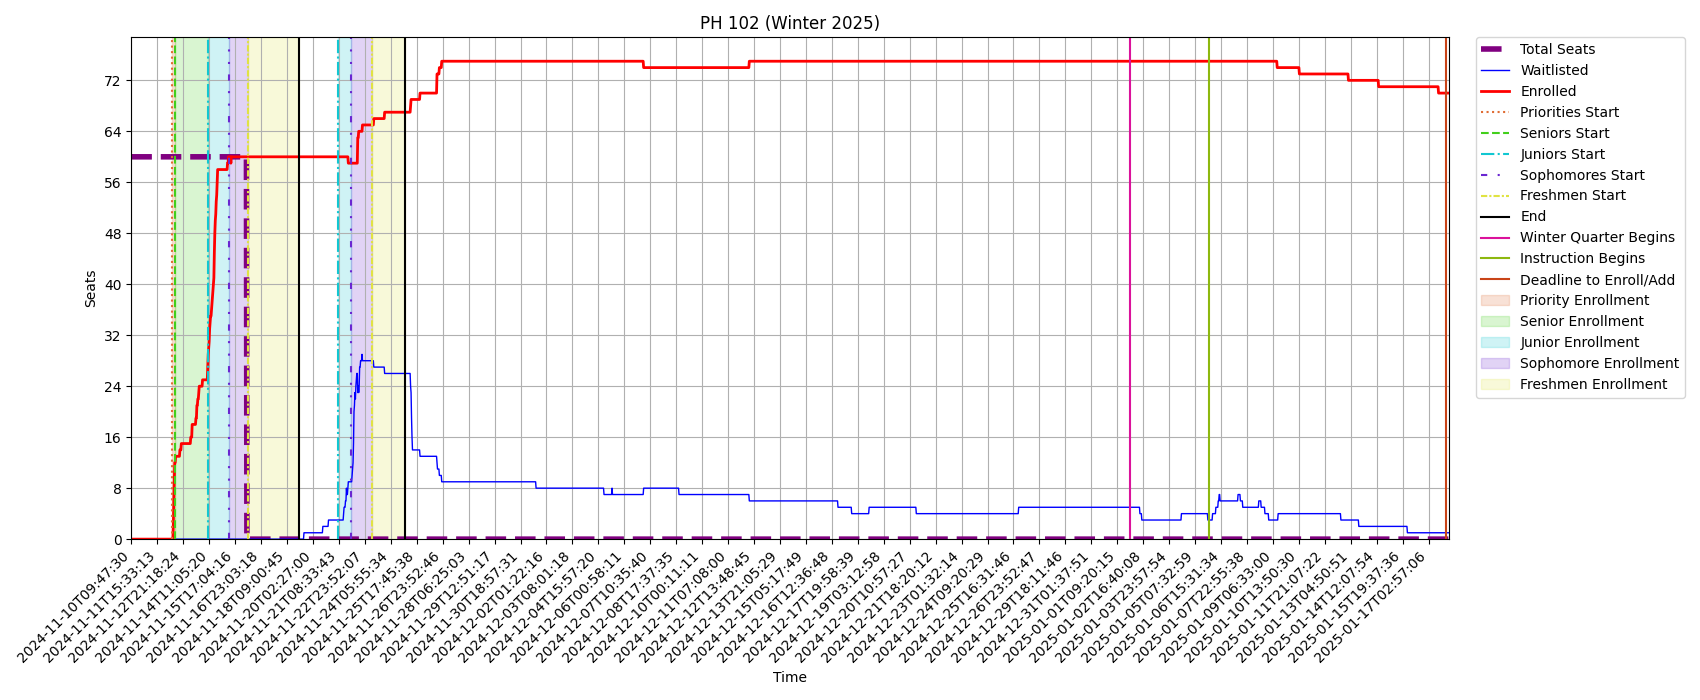 PH 102 (Winter 2025)
Seats
72
64
56
48
40
32
24
16
8
0
2024-11-10T09:47:30
2024-11-11T15:33:13
2024-11-12T21:18:24
2024-11-14T11:05:20
2024-11-15T17:04:16
2024-11-16T23:03:18
2024-11-18T09:00:45
2024-11-20T02:27:00
2024-11-21T08:33:43
2024-11-22T23:52:07
2024-11-24T05:55:34
2024-11-25T17:45:38
2024-11-26T23:52:46
2024-11-28T06:25:03
2024-11-29T12:51:17
2024-11-30T18:57:31
2024-12-02T01:22:16
2024-12-03T08:01:18
2024-12-04T15:57:20
2024-12-06T00:58:11
2024-12-07T10:35:40
2024-12-08T17:37:35
2024-12-10T00:11:11
2024-12-11T07:08:00
2024-12-12T13:48:45
2024-12-13T21:05:29
2024-12-15T05:17:49
2024-12-16T12:36:48
2024-12-17T19:58:39
2024-12-19T03:12:58
2024-12-20T10:57:27
2024-12-21T18:20:12
2024-12-23T01:32:14
2024-12-24T09:20:29
2024-12-25T16:31:46
2024-12-26T23:52:47
2024-12-29T18:11:46
2024-12-31T01:37:51
2025-01-01T09:20:15
2025-01-02T16:40:08
2025-01-03T23:57:54
2025-01-05T07:32:59
2025-01-06T15:31:34
2025-01-07T22:55:38
2025-01-09T06:33:00
2025-01-10T13:50:30
2025-01-11T21:07:22
2025-01-13T04:50:51
2025-01-14T12:07:54
2025-01-15T19:37:36
2025-01-17T02:57:06
Time
Total Seats
Waitlisted
Enrolled
Priorities Start
Seniors Start
Juniors Start
Sophomores Start
Freshmen Start
End
Winter Quarter Begins
Instruction Begins
Deadline to Enroll/Add
Priority Enrollment
Senior Enrollment
Junior Enrollment
Sophomore Enrollment
Freshmen Enrollment